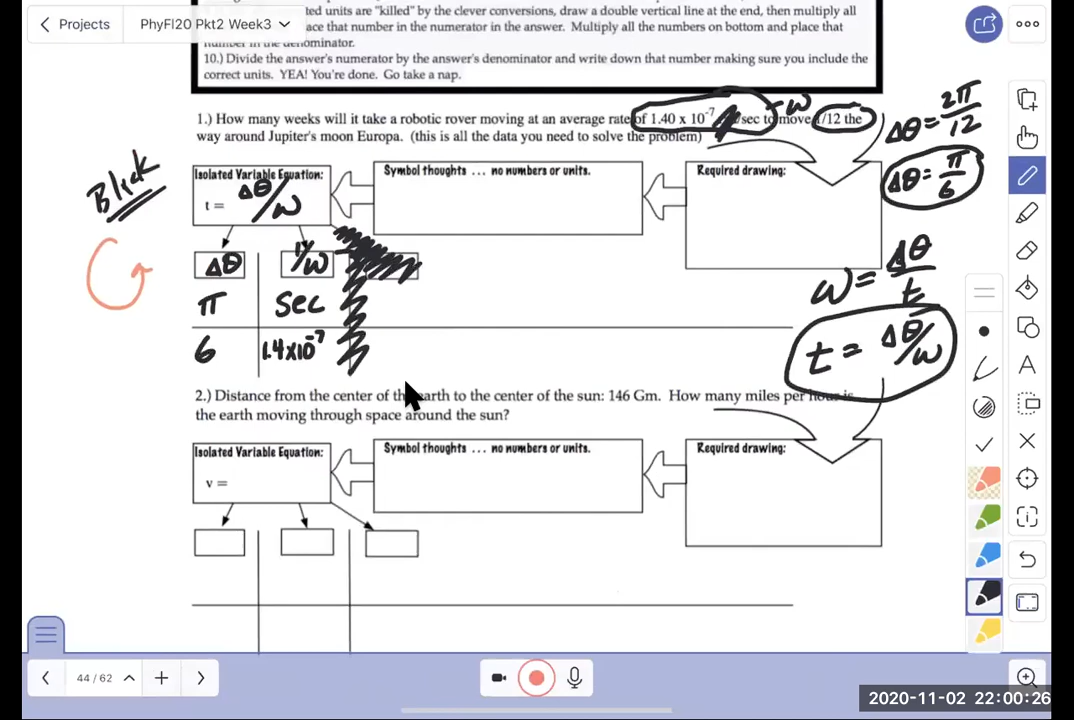 Projects
PhyFl20 Pkt2 Week3
ted units are "killed" by the clever conversions, draw a double vertical line at the end, then multiply all
ace that number in the numerator in the answer. Multiply all the numbers on bottom and place that
number in the denominator.
10.) Divide the answer's numerator by the answer's denominator and write down that number making sure you include the
correct units. YEA! You're done. Go take a nap.
1.) How many weeks will it take a robotic rover moving at an average rate of 1.40 x 10⁻⁷ /sec to move 1/12 the
way around Jupiter's moon Europa. (this is all the data you need to solve the problem)
ω
Δθ = 2π/12
Δθ = π/6
Isolated Variable Equation:
t = Δθ/ω
Symbol thoughts ... no numbers or units.
Required drawing:
Δθ
1/ω
π
sec
6
1.4x10⁻⁷
ω = Δθ/t
t = Δθ/ω
2.) Distance from the center of the earth to the center of the sun: 146 Gm. How many miles per hour is
the earth moving through space around the sun?
Isolated Variable Equation:
v =
Symbol thoughts ... no numbers or units.
Required drawing:
44 / 62
2020-11-02 22:00:26